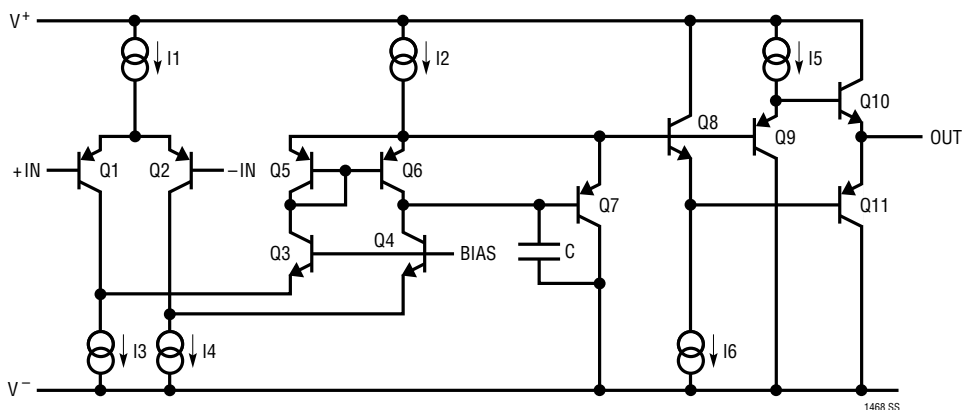 V+
I1
I2
I5
Q10
Q8
Q9
OUT
+IN
Q1
Q2
−IN
Q5
Q6
Q7
Q11
Q3
Q4
BIAS
C
I3
I4
I6
V−
1468 SS